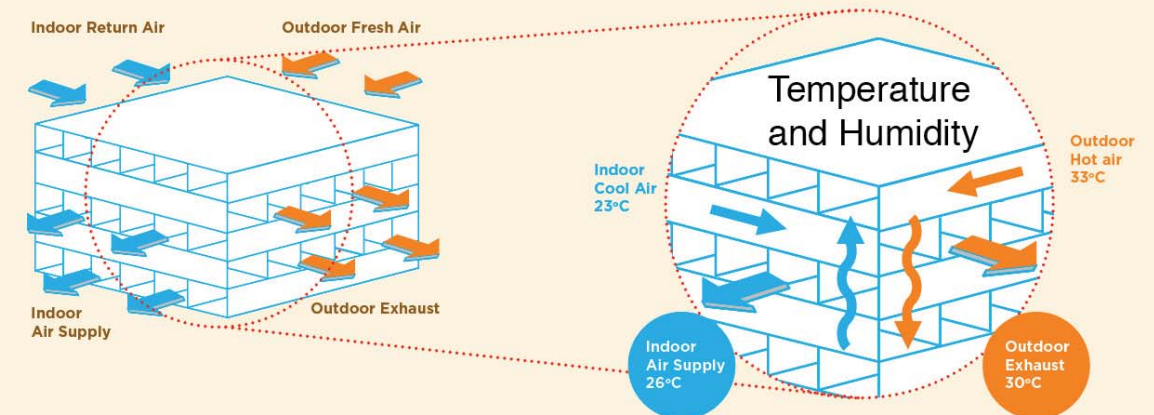 Indoor Return Air
Outdoor Fresh Air
Indoor
Air Supply
Outdoor Exhaust
Temperature
and Humidity
Indoor
Cool Air
23°C
Outdoor
Hot air
33°C
Indoor
Air Supply
26°C
Outdoor
Exhaust
30°C